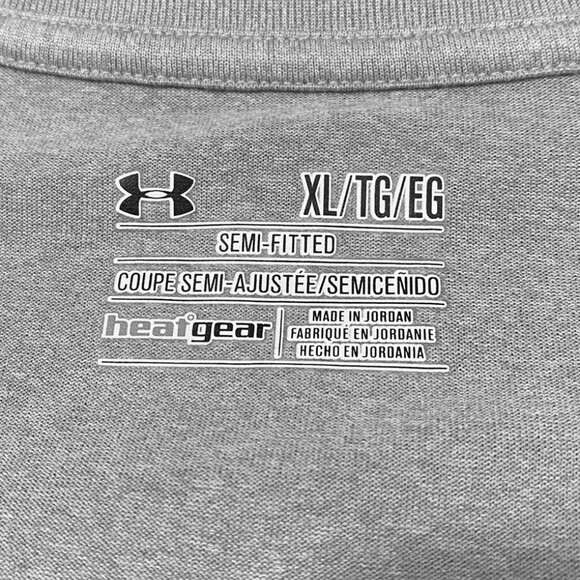 XL/TG/EG
SEMI-FITTED
COUPE SEMI-AJUSTÉE/SEMICEÑIDO
heatgear
MADE IN JORDAN
FABRIQUÉ EN JORDANIE
HECHO EN JORDANIA